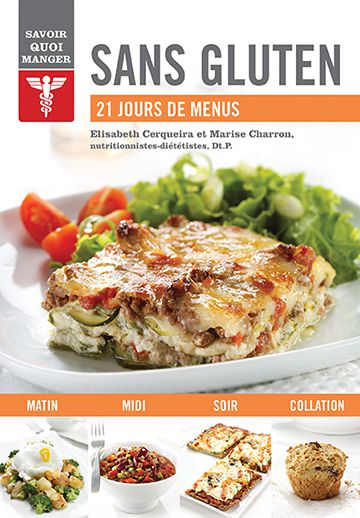 SAVOIR
QUOI
MANGER
SANS GLUTEN
21 JOURS DE MENUS
Elisabeth Cerqueira et Marise Charron,
nutritionnistes-diététistes, Dt.P.
MATIN
MIDI
SOIR
COLLATION